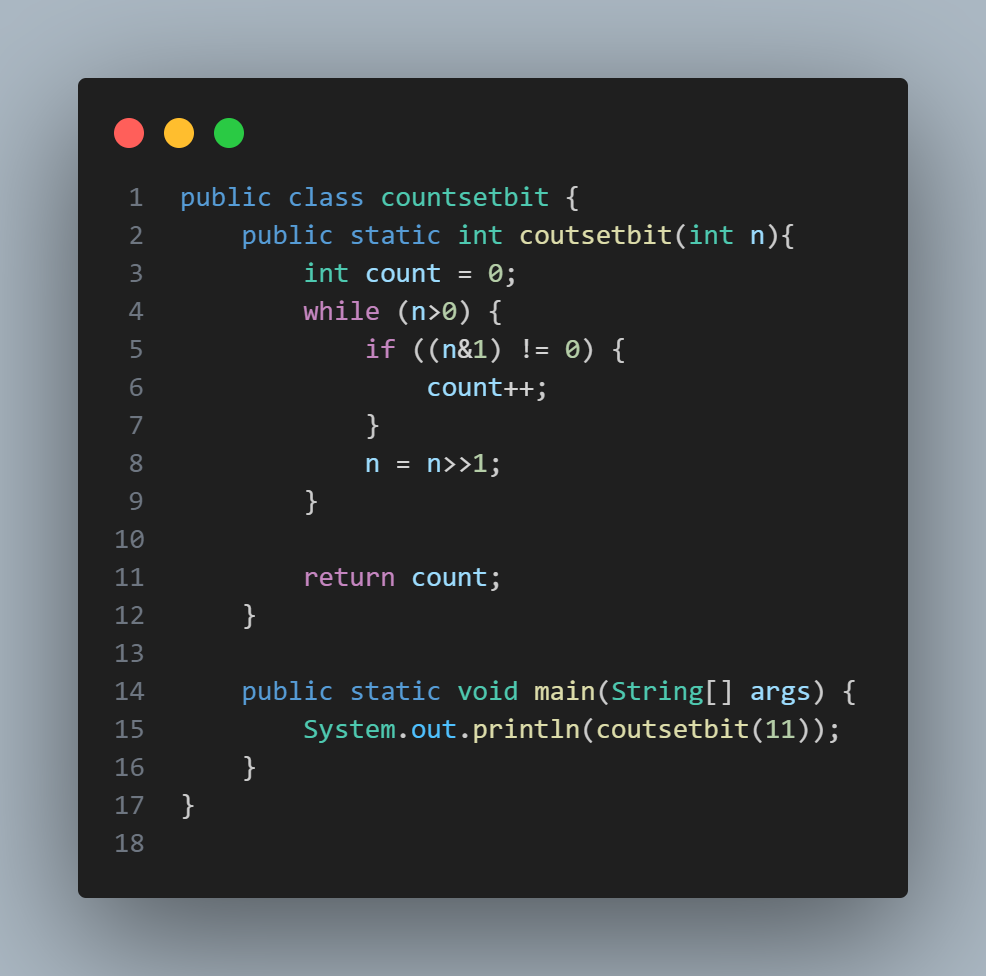 1 public class countsetbit {
2     public static int coutsetbit(int n){
3         int count = 0;
4         while (n>0) {
5             if ((n&1) != 0) {
6                 count++;
7             }
8             n = n>>1;
9         }
10
11         return count;
12     }
13
14     public static void main(String[] args) {
15         System.out.println(coutsetbit(11));
16     }
17 }
18